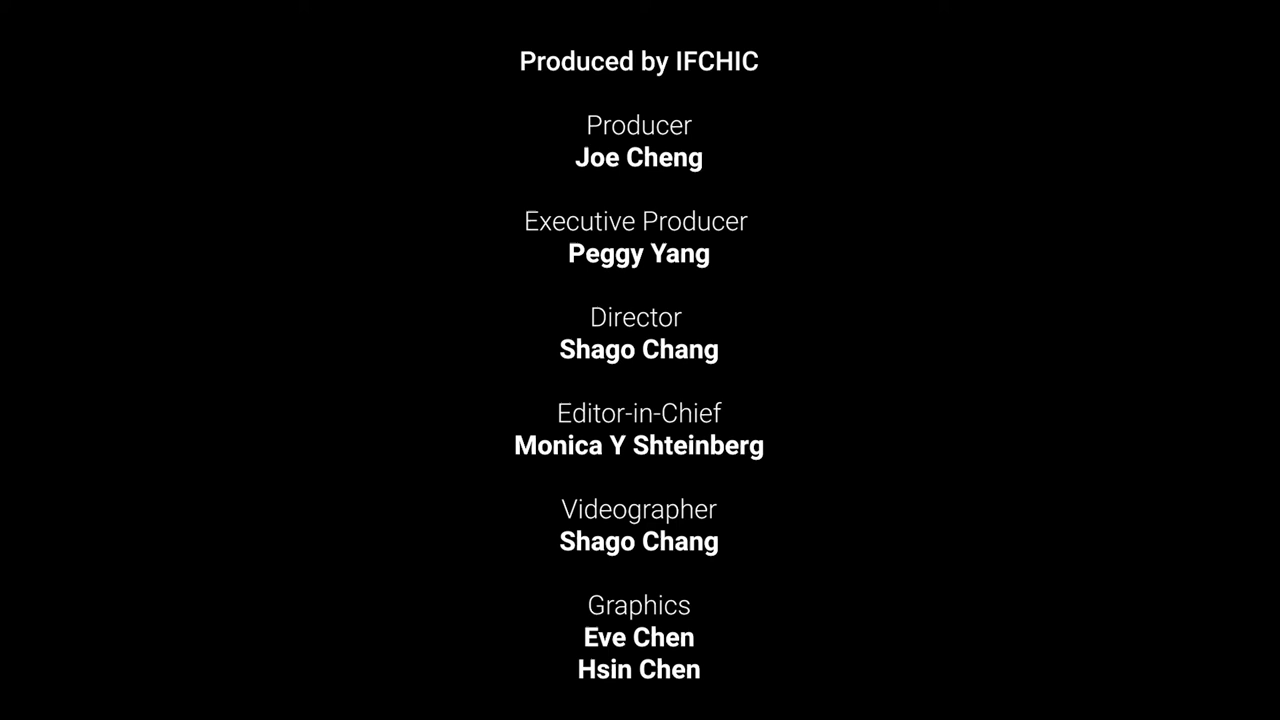 Produced by IFCHIC
Producer
Joe Cheng
Executive Producer
Peggy Yang
Director
Shago Chang
Editor-in-Chief
Monica Y Shteinberg
Videographer
Shago Chang
Graphics
Eve Chen
Hsin Chen